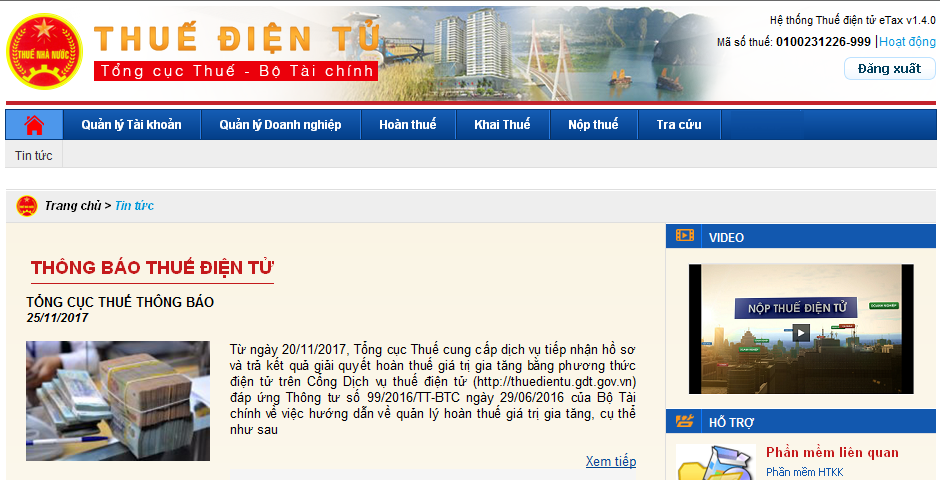 THUẾ NHÀ NƯỚC
THUẾ ĐIỆN TỬ
Tổng cục Thuế - Bộ Tài chính
Hệ thống Thuế điện tử eTax v1.4.0
Mã số thuế: 0100231226-999 |Hoạt động
Đăng xuất
Quản lý Tài khoản
Quản lý Doanh nghiệp
Hoàn thuế
Khai Thuế
Nộp thuế
Tra cứu
Tin tức
Trang chủ > Tin tức
THÔNG BÁO THUẾ ĐIỆN TỬ
TỔNG CỤC THUẾ THÔNG BÁO
25/11/2017
Từ ngày 20/11/2017, Tổng cục Thuế cung cấp dịch vụ tiếp nhận hồ sơ
và trả kết quả giải quyết hoàn thuế giá trị gia tăng bằng phương thức
điện tử trên Cổng Dịch vụ thuế điện tử (http://thuedientu.gdt.gov.vn)
đáp ứng Thông tư số 99/2016/TT-BTC ngày 29/06/2016 của Bộ Tài
chính về việc hướng dẫn về quản lý hoàn thuế giá trị gia tăng, cụ thể
như sau
Xem tiếp
VIDEO
NỘP THUẾ ĐIỆN TỬ
DOANH NGHIỆP
HỖ TRỢ
Phần mềm liên quan
Phần mềm HTKK